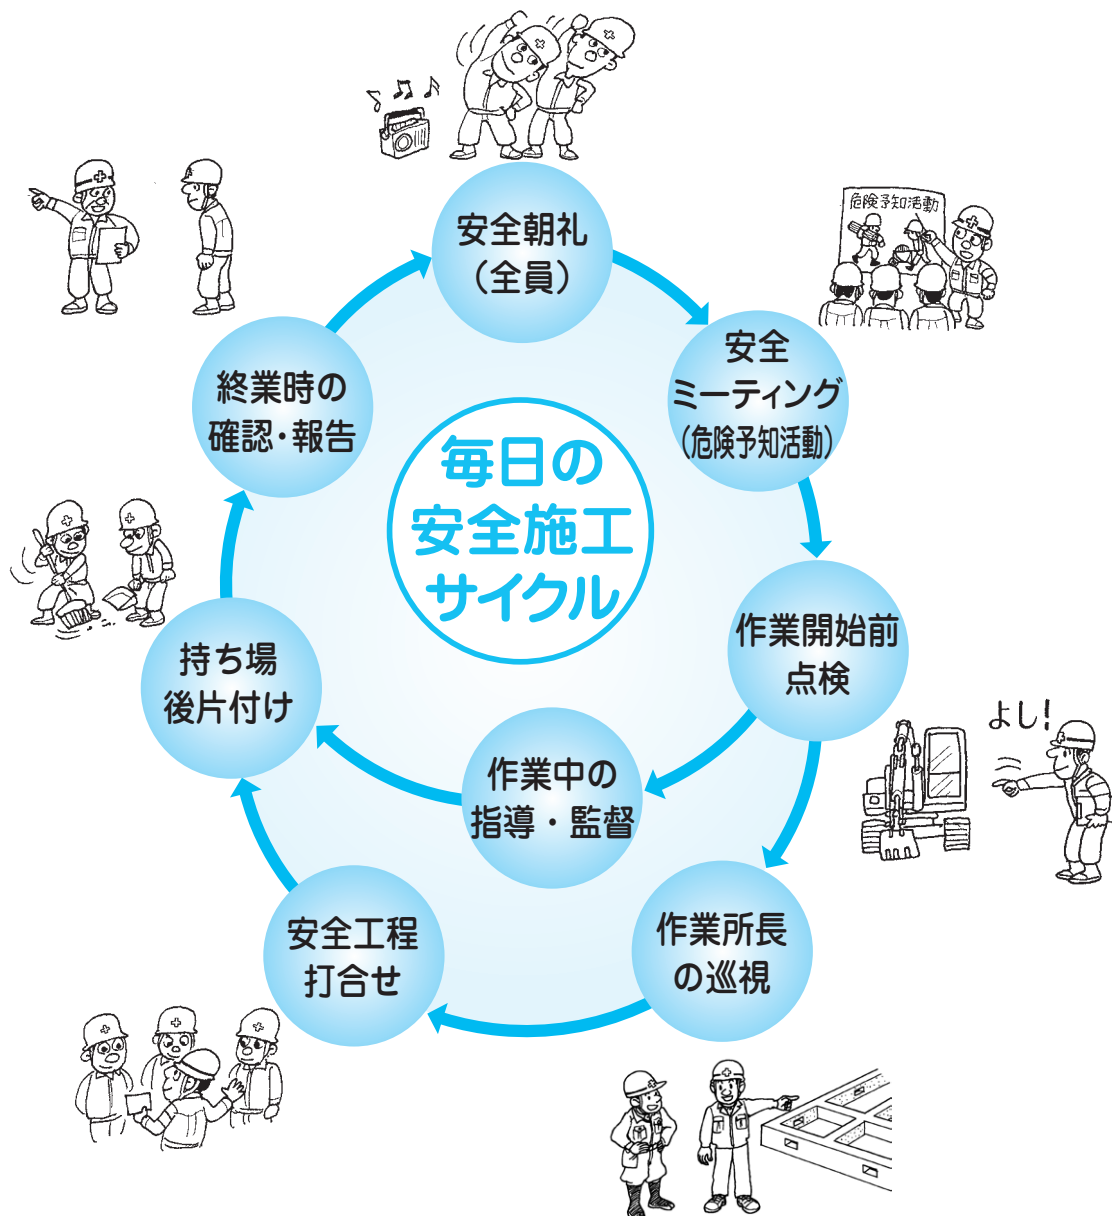 安全朝礼
（全員）
危険予知活動
安全
ミーティング
（危険予知活動）
終業時の
確認・報告
毎日の
安全施工
サイクル
作業開始前
点検
よし！
持ち場
後片付け
作業中の
指導・監督
作業所長
の巡視
安全工程
打合せ